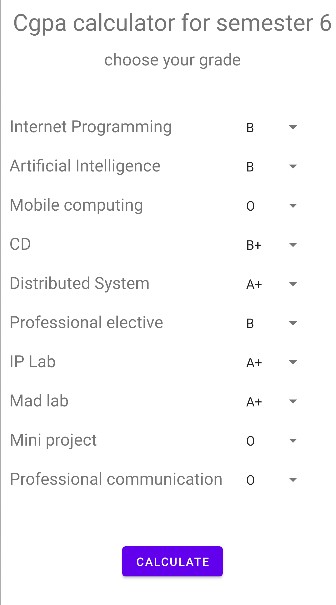 Cgpa calculator for semester 6
choose your grade
Internet Programming B
Artificial Intelligence B
Mobile computing O
CD B+
Distributed System A+
Professional elective B
IP Lab A+
Mad lab A+
Mini project O
Professional communication O
CALCULATE